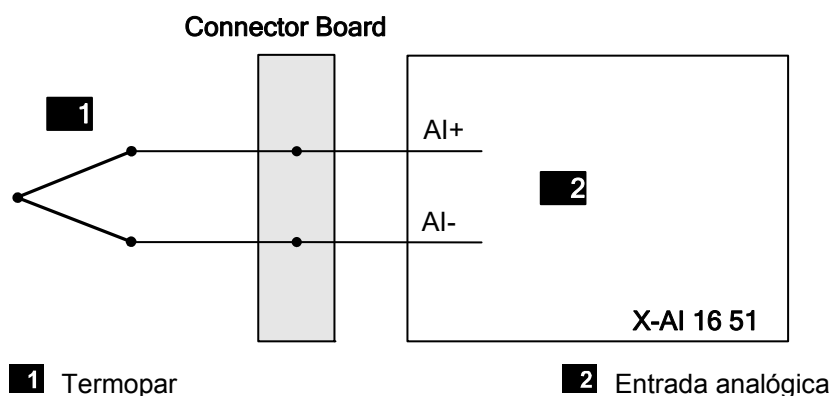 Connector Board
1
AI+
2
AI-
X-AI 16 51
1 Termopar
2 Entrada analógica